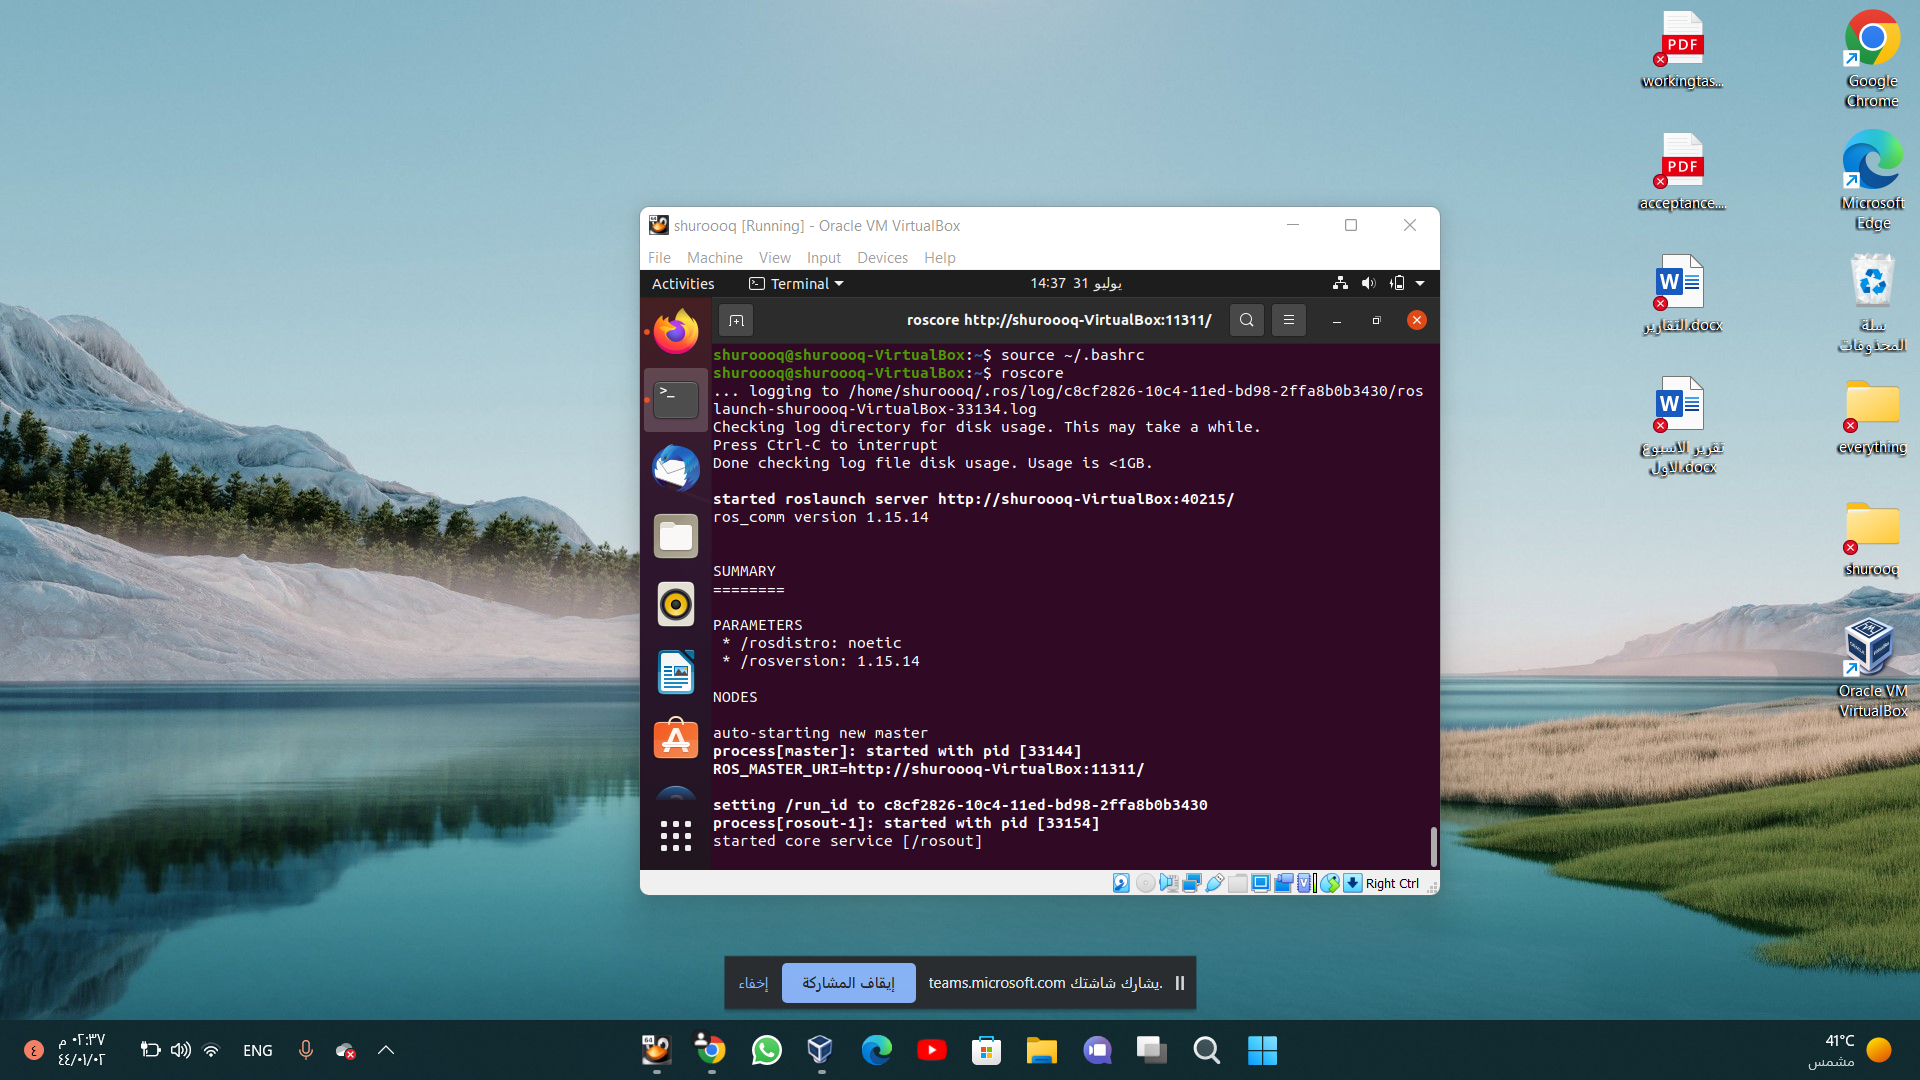 workingtas...
Google
Chrome
acceptance....
Microsoft
Edge
التقارير.docx
سلة
المحذوفات
تقرير الاسبوع
الاول.docx
everything
shurooq
Oracle VM
VirtualBox
shuroooq [Running] - Oracle VM VirtualBox
File Machine View Input Devices Help
Activities Terminal 14:37 31 يوليو
roscore http://shuroooq-VirtualBox:11311/
shuroooq@shuroooq-VirtualBox:~$ source ~/.bashrc
shuroooq@shuroooq-VirtualBox:~$ roscore
... logging to /home/shuroooq/.ros/log/c8cf2826-10c4-11ed-bd98-2ffa8b0b3430/ros
launch-shuroooq-VirtualBox-33134.log
Checking log directory for disk usage. This may take a while.
Press Ctrl-C to interrupt
Done checking log file disk usage. Usage is <1GB.
started roslaunch server http://shuroooq-VirtualBox:40215/
ros_comm version 1.15.14
SUMMARY
========
PARAMETERS
* /rosdistro: noetic
* /rosversion: 1.15.14
NODES
auto-starting new master
process[master]: started with pid [33144]
ROS_MASTER_URI=http://shuroooq-VirtualBox:11311/
setting /run_id to c8cf2826-10c4-11ed-bd98-2ffa8b0b3430
process[rosout-1]: started with pid [33154]
started core service [/rosout]
Right Ctrl
يشارك شاشتك teams.microsoft.com.
إيقاف المشاركة
إخفاء
٠٢:٣٧ م
٤٤/٠١/٠٢
٤
ENG
41°C
مشمس